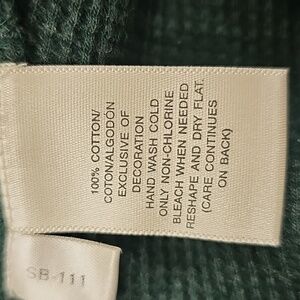 100% COTTON/
COTON/ALGODON
EXCLUSIVE OF
DECORATION
HAND WASH COLD
ONLY NON-CHLORINE
BLEACH WHEN NEEDED
RESHAPE AND DRY FLAT.
(CARE CONTINUES
ON BACK)
SB-111